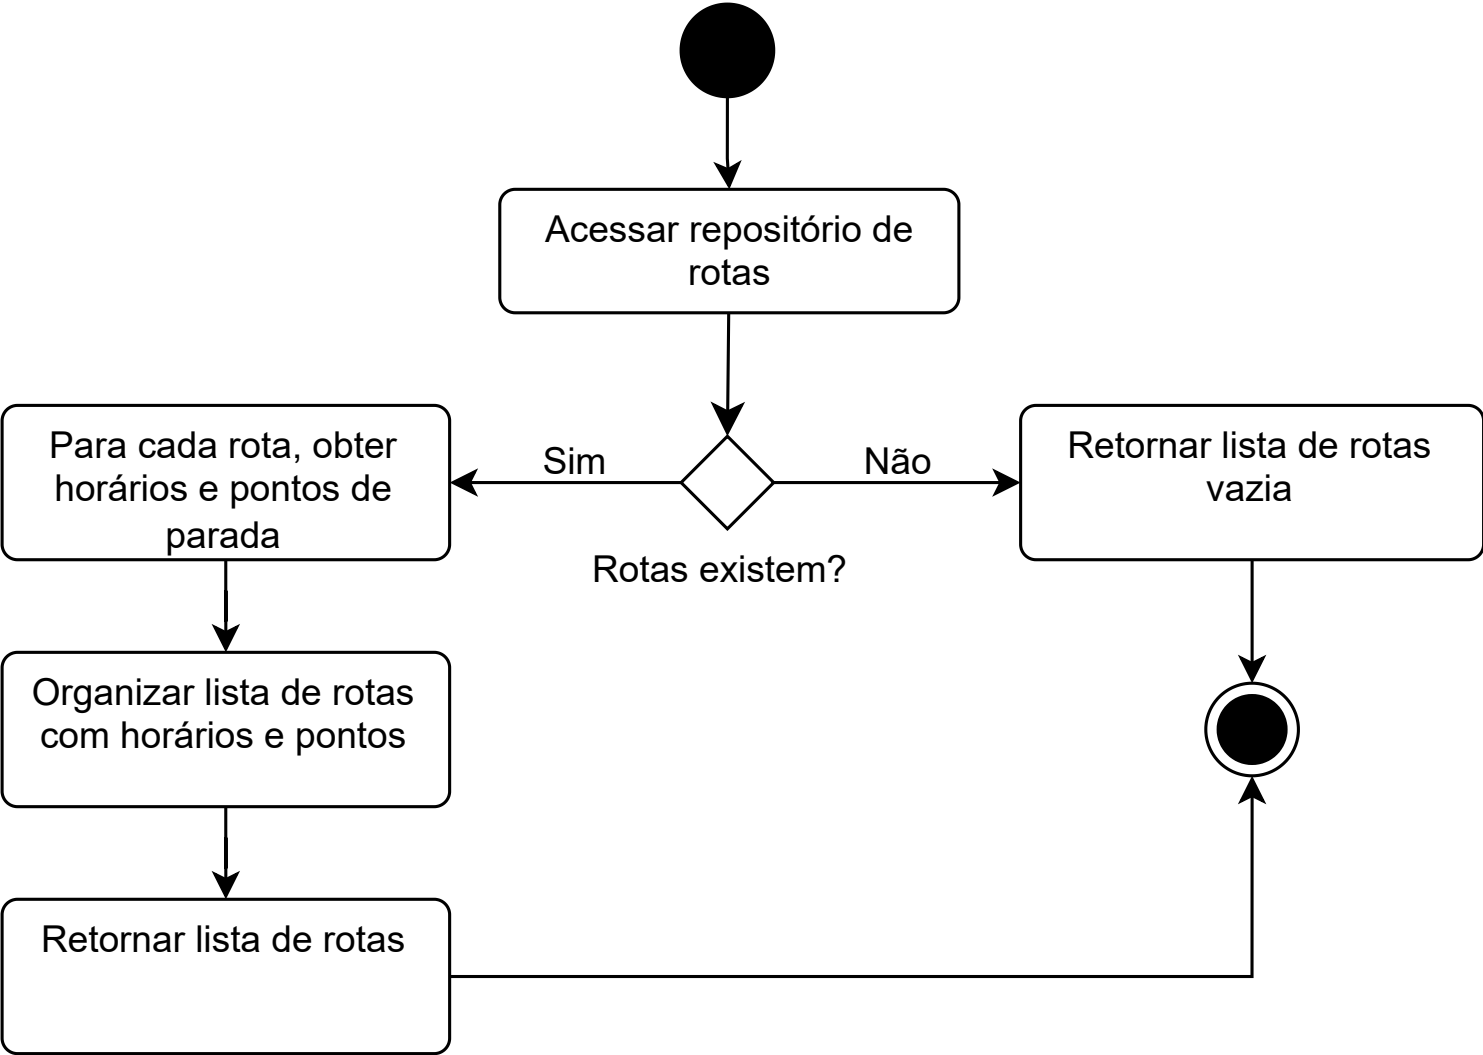 Acessar repositório de
rotas
Para cada rota, obter
horários e pontos de
parada
Sim
Não
Retornar lista de rotas
vazia
Rotas existem?
Organizar lista de rotas
com horários e pontos
Retornar lista de rotas